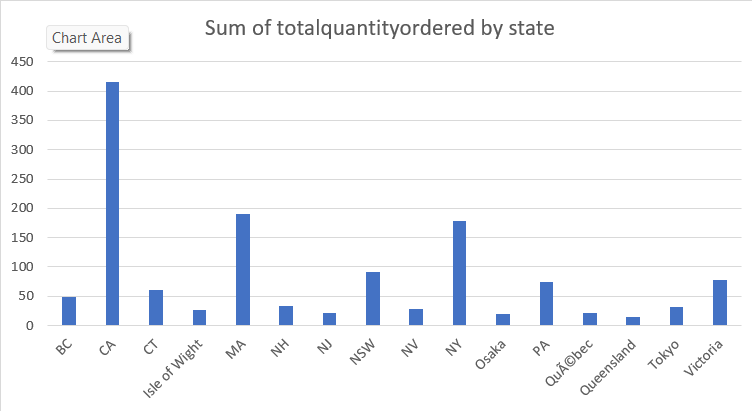 Sum of totalquantityordered by state
Chart Area
450
400
350
300
250
200
150
100
50
0
BC
CA
CT
Isle of Wight
MA
NH
NJ
NSW
NV
NY
Osaka
PA
QuÃ©bec
Queensland
Tokyo
Victoria